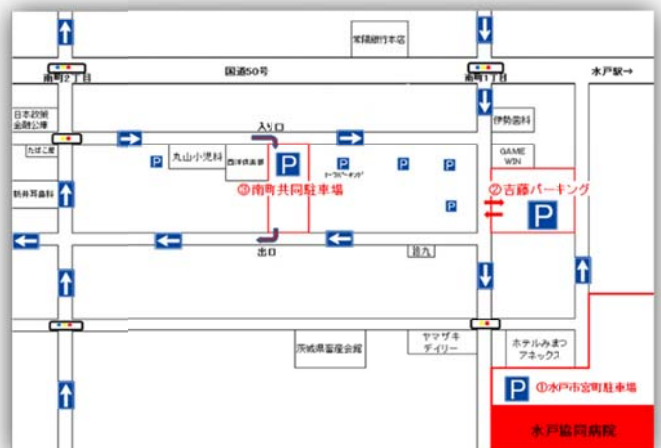 常陽銀行本店
国道50号
南町2丁目
南町1丁目
水戸駅→
日本政策
金融公庫
入り口
伊勢歯科
たばこ屋
丸山小児科
西洋倶楽部
P
P
P
P
P
GAME
WIN
③南町共同駐車場
②吉藤パーキング
P
P
新井耳鼻科
出口
茨城県畜産会館
ヤマザキ
デイリー
ホテルみまつ
アネックス
P
①水戸市宮町駐車場
水戸協同病院